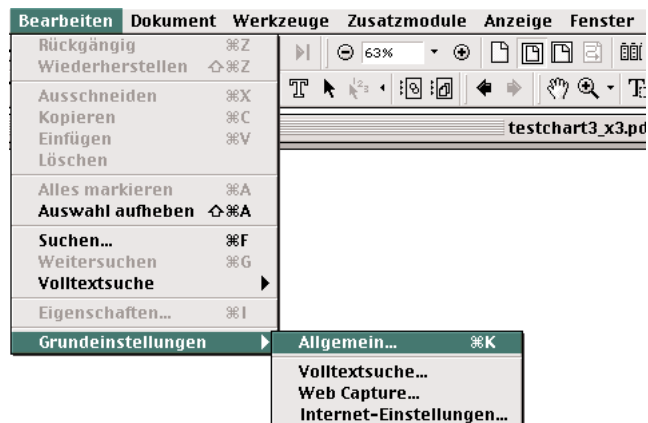 Bearbeiten Dokument Werkzeuge Zusatzmodule Anzeige Fenster
Rückgängig ⌘Z
Wiederherstellen ⇧⌘Z
63%
Ausschneiden ⌘X
Kopieren ⌘C
Einfügen ⌘V
Löschen
testchart3_x3.pd
Alles markieren ⌘A
Auswahl aufheben ⇧⌘A
Suchen... ⌘F
Weitersuchen ⌘G
Volltextsuche
Eigenschaften... ⌘I
Grundeinstellungen
Allgemein... ⌘K
Volltextsuche...
Web Capture...
Internet-Einstellungen...